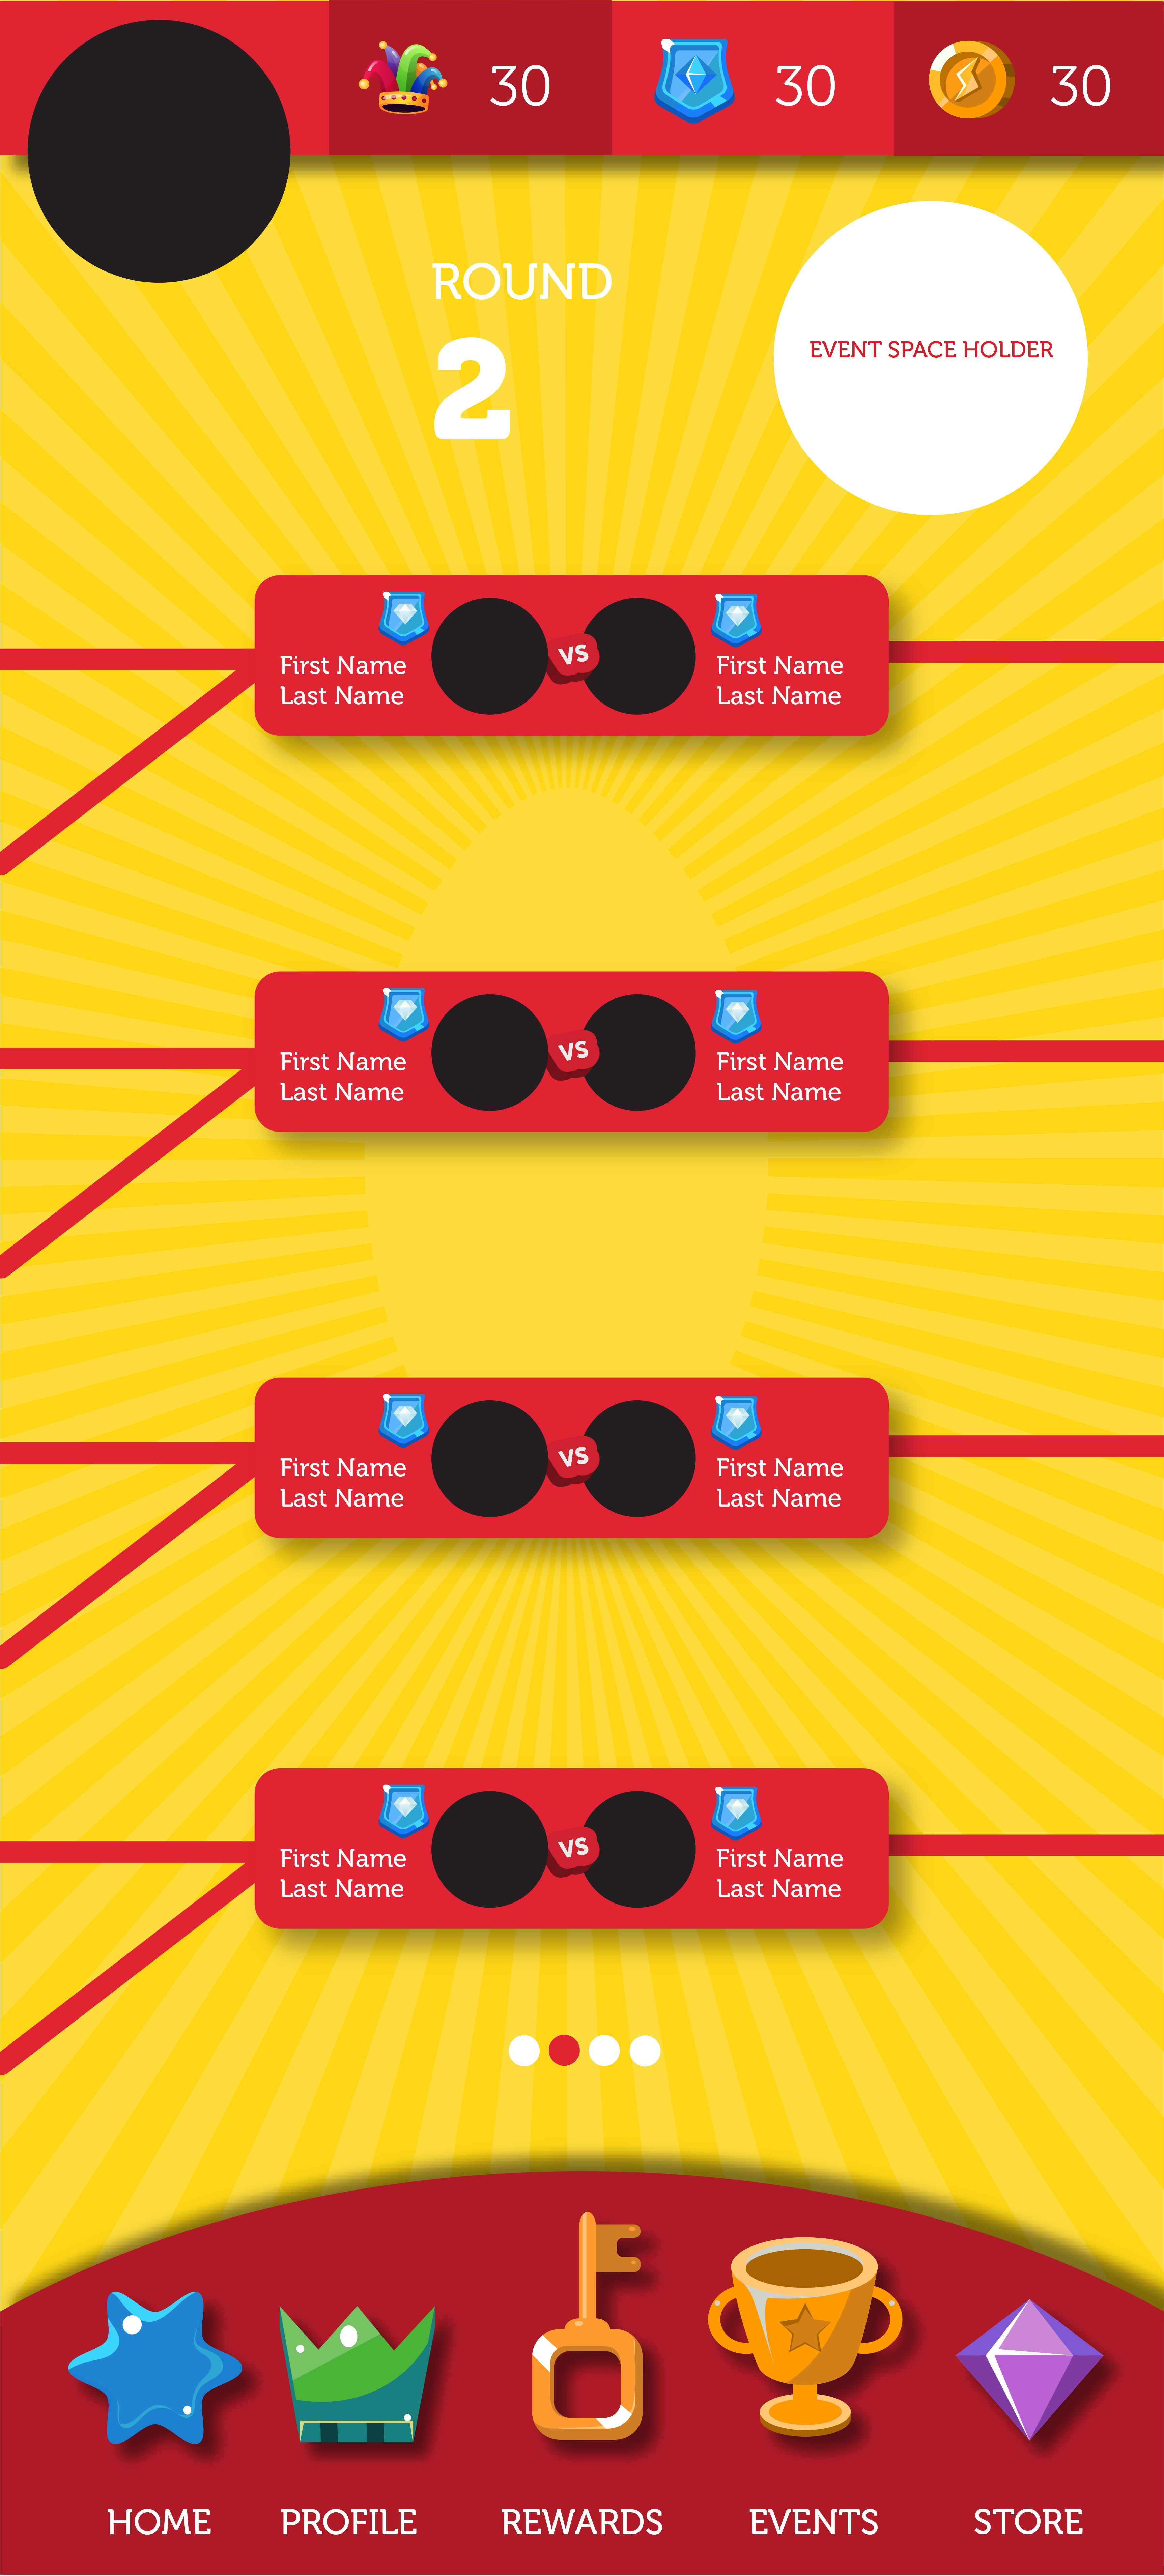 30
30
30
ROUND
2
EVENT SPACE HOLDER
First Name
Last Name
VS
First Name
Last Name
First Name
Last Name
VS
First Name
Last Name
First Name
Last Name
VS
First Name
Last Name
First Name
Last Name
VS
First Name
Last Name
HOME
PROFILE
REWARDS
EVENTS
STORE